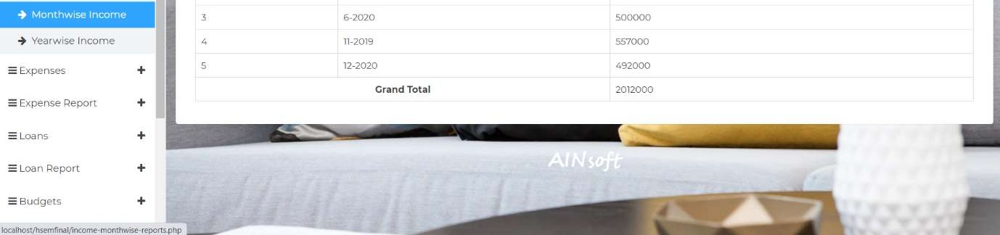 Monthwise Income
Yearwise Income
Expenses
Expense Report
Loans
Loan Report
Budgets
3 6-2020 500000
4 11-2019 557000
5 12-2020 492000
Grand Total 2012000
AINsoft
localhost/hsemfinal/income-monthwise-reports.php